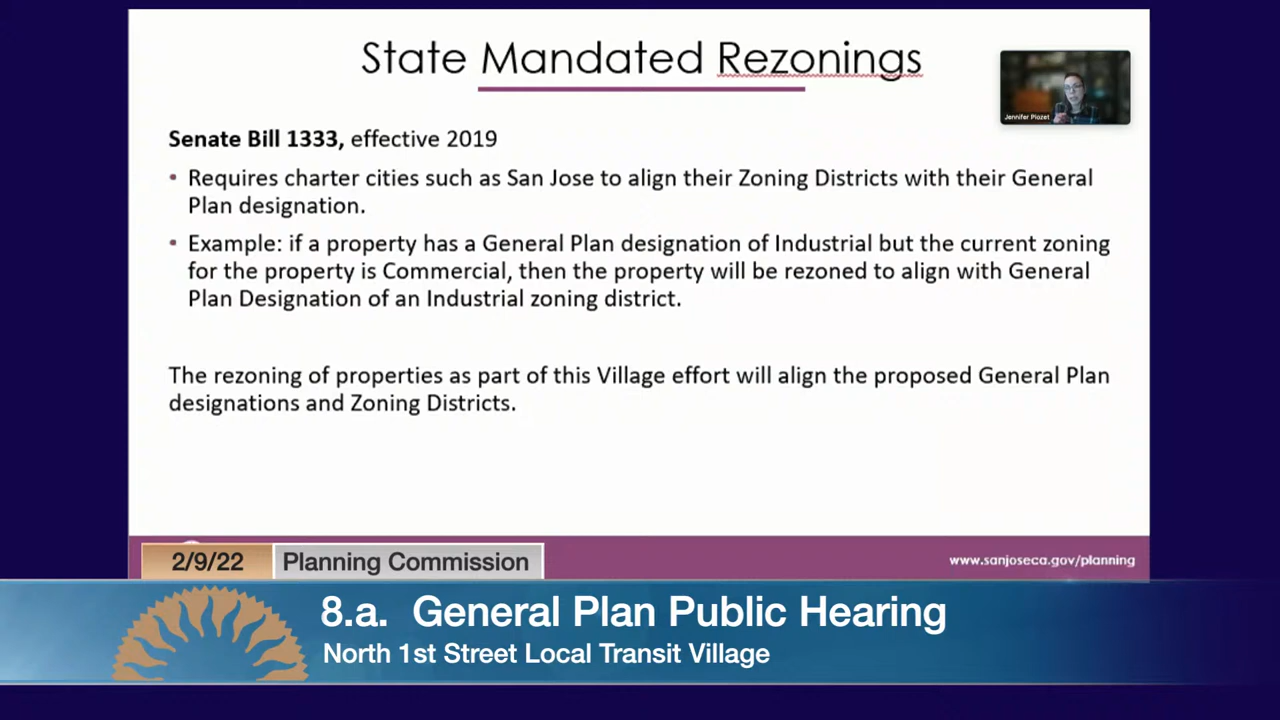 State Mandated Rezonings
Jennifer Piozet
Senate Bill 1333, effective 2019
• Requires charter cities such as San Jose to align their Zoning Districts with their General
Plan designation.
• Example: if a property has a General Plan designation of Industrial but the current zoning
for the property is Commercial, then the property will be rezoned to align with General
Plan Designation of an Industrial zoning district.
The rezoning of properties as part of this Village effort will align the proposed General Plan
designations and Zoning Districts.
www.sanjoseca.gov/planning
2/9/22 Planning Commission
8.a. General Plan Public Hearing
North 1st Street Local Transit Village